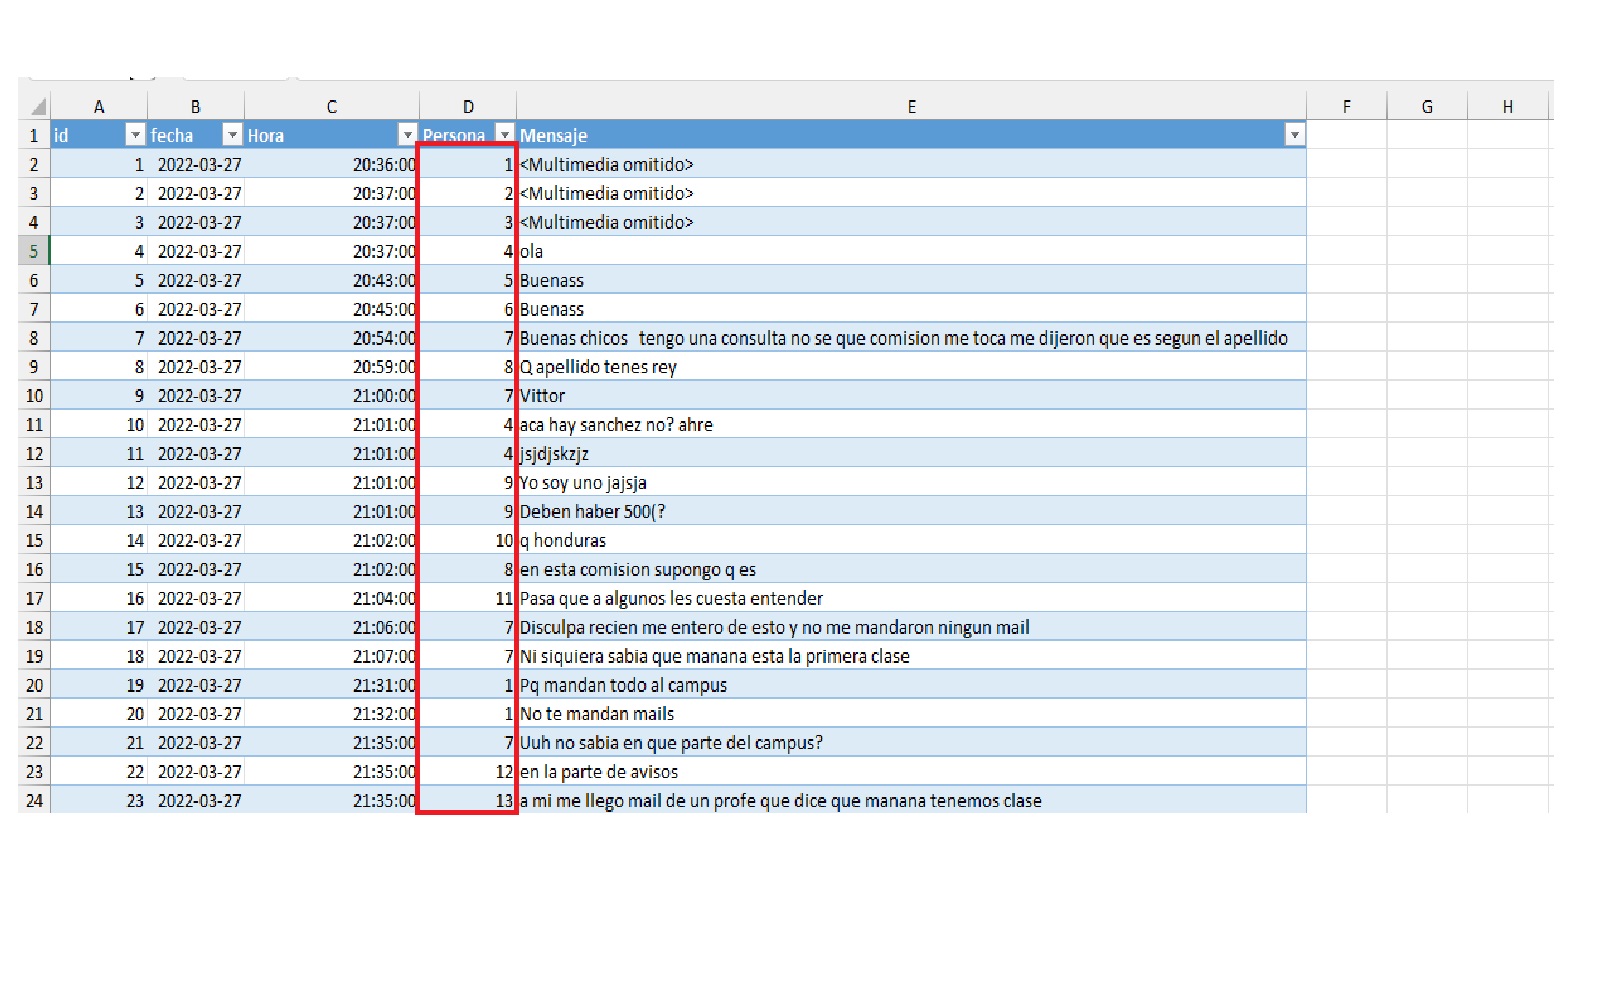 A B C D E F G H
1 id fecha Hora Persona Mensaje
2 1 2022-03-27 20:36:00 1 <Multimedia omitido>
3 2 2022-03-27 20:37:00 2 <Multimedia omitido>
4 3 2022-03-27 20:37:00 3 <Multimedia omitido>
5 4 2022-03-27 20:37:00 4 ola
6 5 2022-03-27 20:43:00 5 Buenass
7 6 2022-03-27 20:45:00 6 Buenass
8 7 2022-03-27 20:54:00 7 Buenas chicos tengo una consulta no se que comision me toca me dijeron que es segun el apellido
9 8 2022-03-27 20:59:00 8 Q apellido tenes rey
10 9 2022-03-27 21:00:00 7 Vittor
11 10 2022-03-27 21:01:00 4 aca hay sanchez no? ahre
12 11 2022-03-27 21:01:00 4 jsjdjskzjz
13 12 2022-03-27 21:01:00 9 Yo soy uno jajsja
14 13 2022-03-27 21:01:00 9 Deben haber 500(?
15 14 2022-03-27 21:02:00 10 q honduras
16 15 2022-03-27 21:02:00 8 en esta comision supongo q es
17 16 2022-03-27 21:04:00 11 Pasa que a algunos les cuesta entender
18 17 2022-03-27 21:06:00 7 Disculpa recien me entero de esto y no me mandaron ningun mail
19 18 2022-03-27 21:07:00 7 Ni siquiera sabia que manana esta la primera clase
20 19 2022-03-27 21:31:00 1 Pq mandan todo al campus
21 20 2022-03-27 21:32:00 1 No te mandan mails
22 21 2022-03-27 21:35:00 7 Uuh no sabia en que parte del campus?
23 22 2022-03-27 21:35:00 12 en la parte de avisos
24 23 2022-03-27 21:35:00 13 a mi me llego mail de un profe que dice que manana tenemos clase